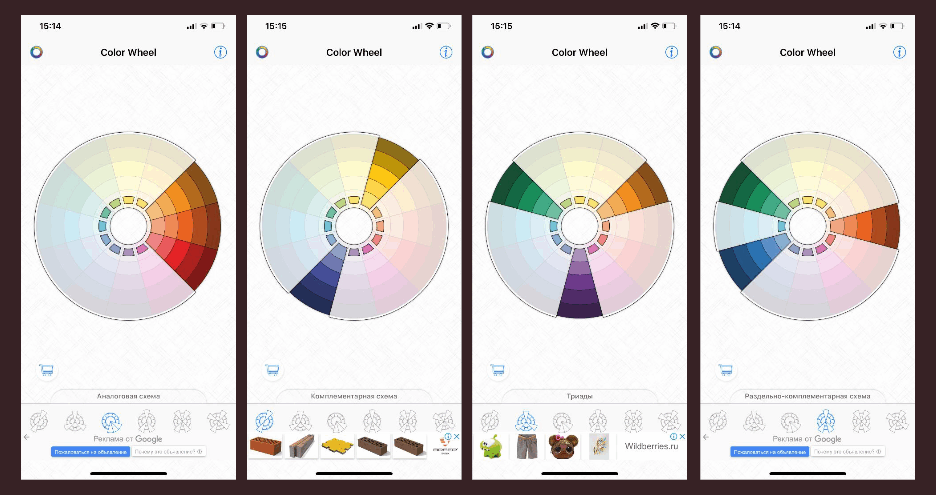 15:14
Color Wheel
Аналоговая схема
Реклама от Google
Пожаловаться на объявление
Почему это объявление?
15:15
Color Wheel
Комплементарная схема
15:15
Color Wheel
Триады
Wildberries.ru
15:14
Color Wheel
Раздельно-комплементарная схема
Реклама от Google
Пожаловаться на объявление
Почему это объявление?